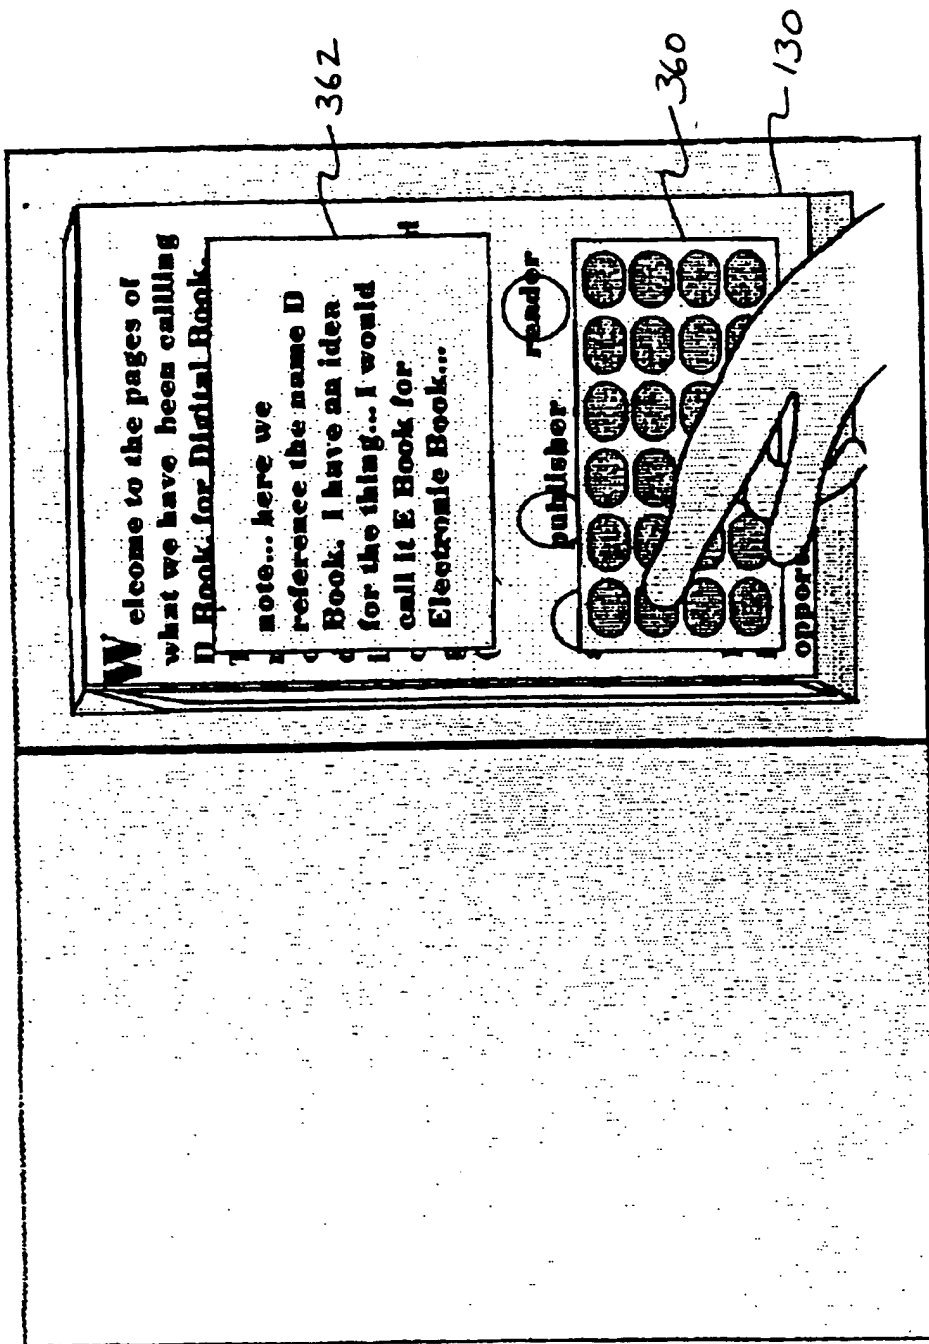 Welcome to the pages of
what we have been callling
D Book, for Digital Book.
note... here we
reference the name D
Book. I have an idea
for the thing... I would
call it E Book for
Electronic Book...
publisher
reader
opport
362
360
130